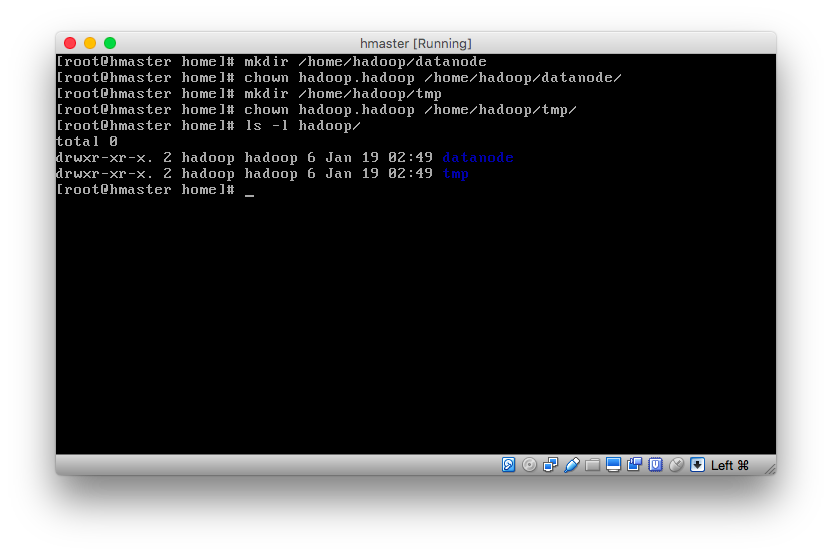 hmaster [Running]
[root@hmaster home]# mkdir /home/hadoop/datanode
[root@hmaster home]# chown hadoop.hadoop /home/hadoop/datanode/
[root@hmaster home]# mkdir /home/hadoop/tmp
[root@hmaster home]# chown hadoop.hadoop /home/hadoop/tmp/
[root@hmaster home]# ls -l hadoop/
total 0
drwxr-xr-x. 2 hadoop hadoop 6 Jan 19 02:49 datanode
drwxr-xr-x. 2 hadoop hadoop 6 Jan 19 02:49 tmp
[root@hmaster home]# _
Left ⌘